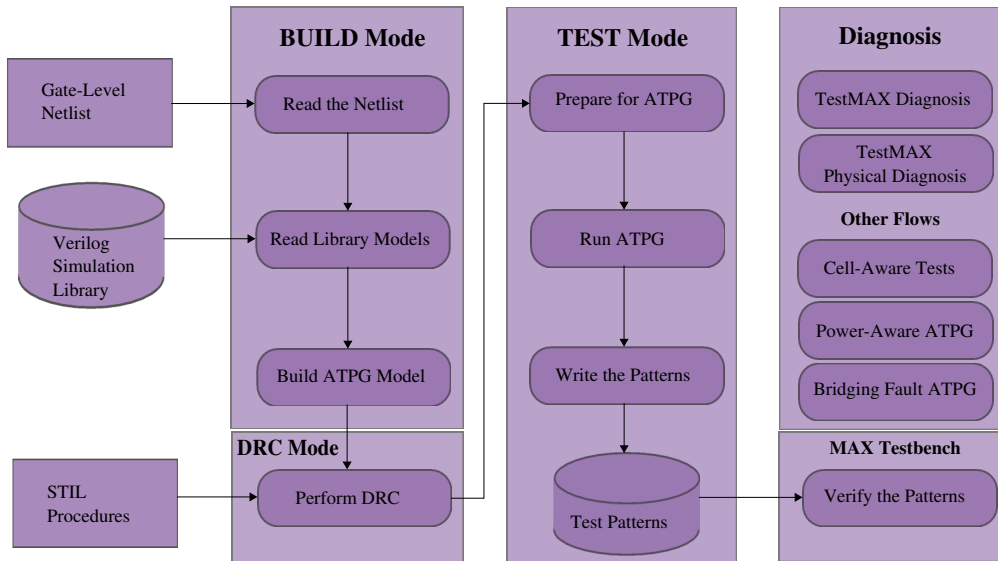 BUILD Mode
TEST Mode
Diagnosis
Gate-Level
Netlist
Read the Netlist
Prepare for ATPG
TestMAX Diagnosis
TestMAX
Physical Diagnosis
Other Flows
Verilog
Simulation
Library
Read Library Models
Run ATPG
Cell-Aware Tests
Power-Aware ATPG
Build ATPG Model
Write the Patterns
Bridging Fault ATPG
DRC Mode
MAX Testbench
STIL
Procedures
Perform DRC
Test Patterns
Verify the Patterns